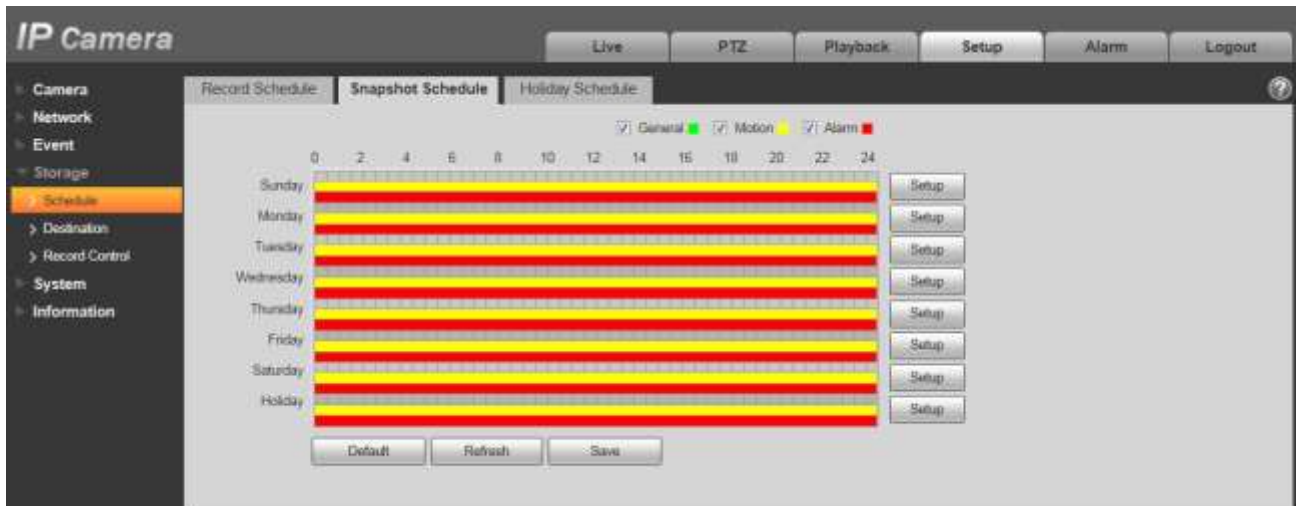 IP Camera
Live PTZ Playback Setup Alarm Logout
Camera
Network
Event
Storage
Schedule
Destination
Record Control
System
Information
Record Schedule Snapshot Schedule Holiday Schedule ?
General Motion Alarm
0 2 4 6 8 10 12 14 16 18 20 22 24
Sunday Setup
Monday Setup
Tuesday Setup
Wednesday Setup
Thursday Setup
Friday Setup
Saturday Setup
Holiday Setup
Default Refresh Save